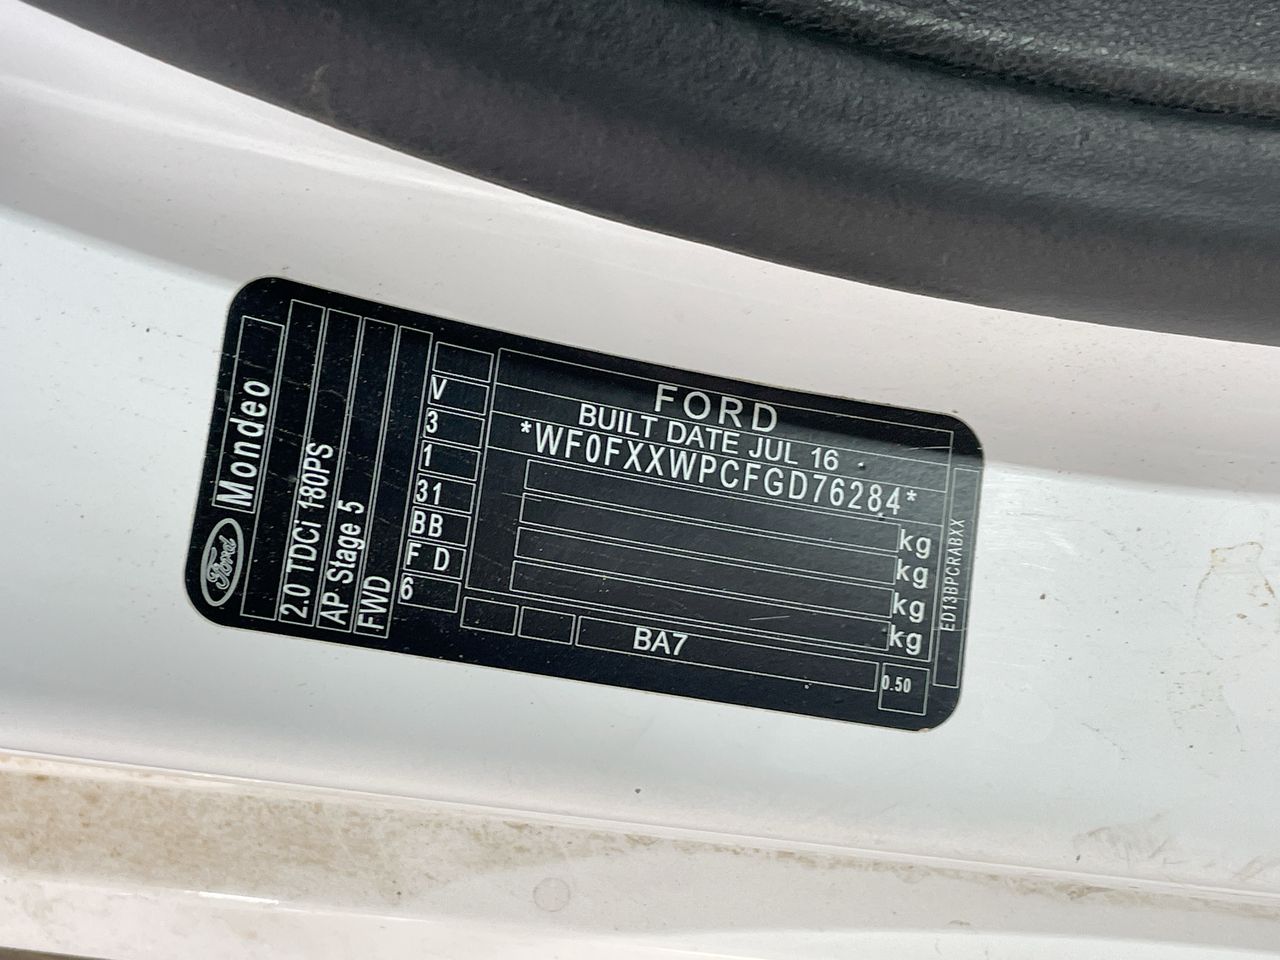 Ford
Mondeo
2.0 TDCi 180PS
AP Stage 5
FWD
V
3
1
31
BB
F D
6
FORD
BUILT DATE JUL 16
*WF0FXXWPCFGD76284*
kg
kg
kg
kg
BA7
0.50
ED13BPCRABXX